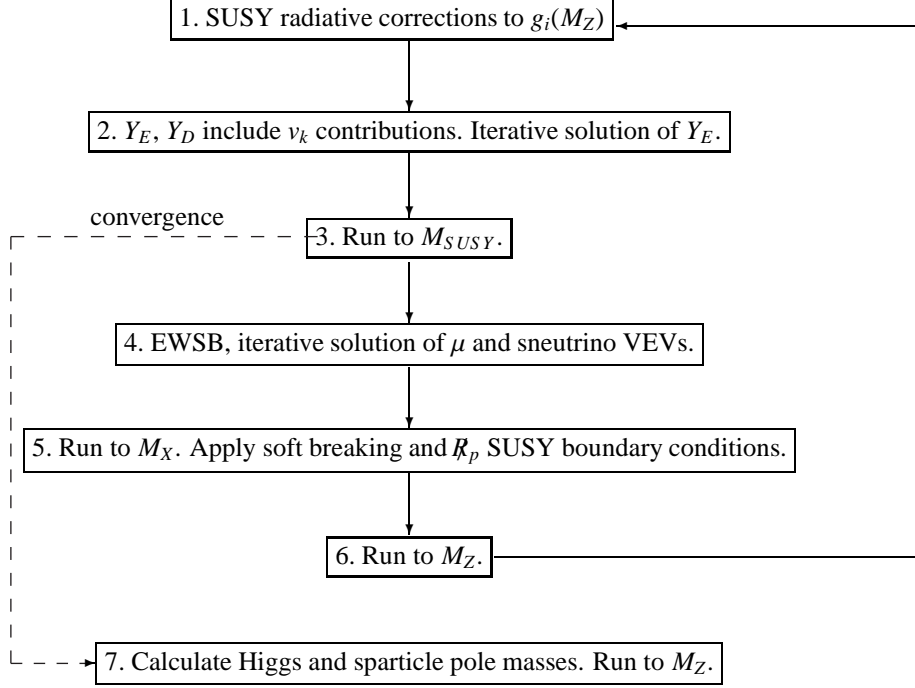 1. SUSY radiative corrections to g_i(M_Z)
2. Y_E, Y_D include v_k contributions. Iterative solution of Y_E.
convergence
3. Run to M_{SUSY}.
4. EWSB, iterative solution of μ and sneutrino VEVs.
5. Run to M_X. Apply soft breaking and R̸_p SUSY boundary conditions.
6. Run to M_Z.
7. Calculate Higgs and sparticle pole masses. Run to M_Z.